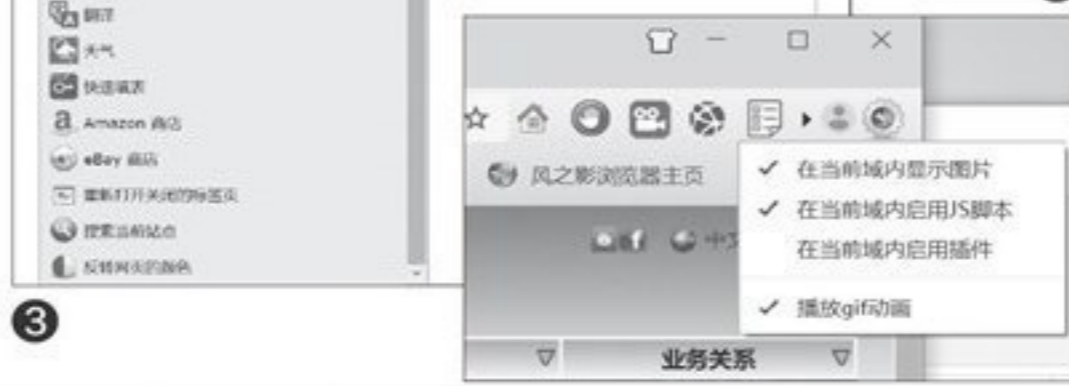 翻译
天气
快速填表
Amazon 商店
eBay 商店
重新打开关闭的标签页
搜索当前站点
反转网页的颜色
③
风之影浏览器主页
在当前域内显示图片
在当前域内启用JS脚本
在当前域内启用插件
播放gif动画
业务关系